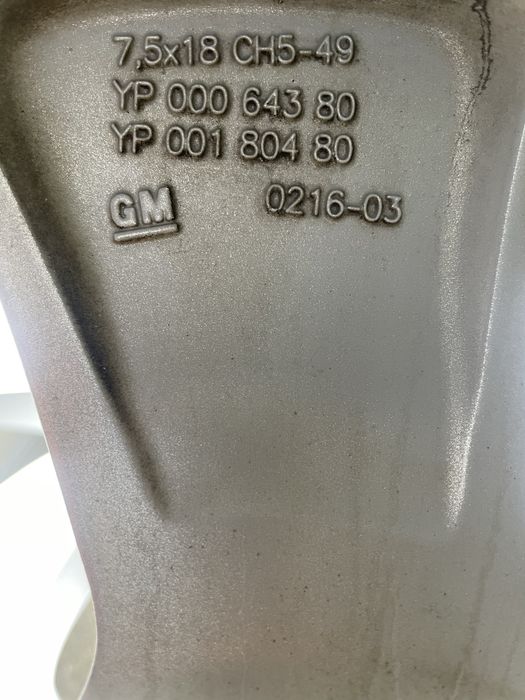 7,5x18 CH5-49
YP 000 643 80
YP 001 804 80
GM 0216-03